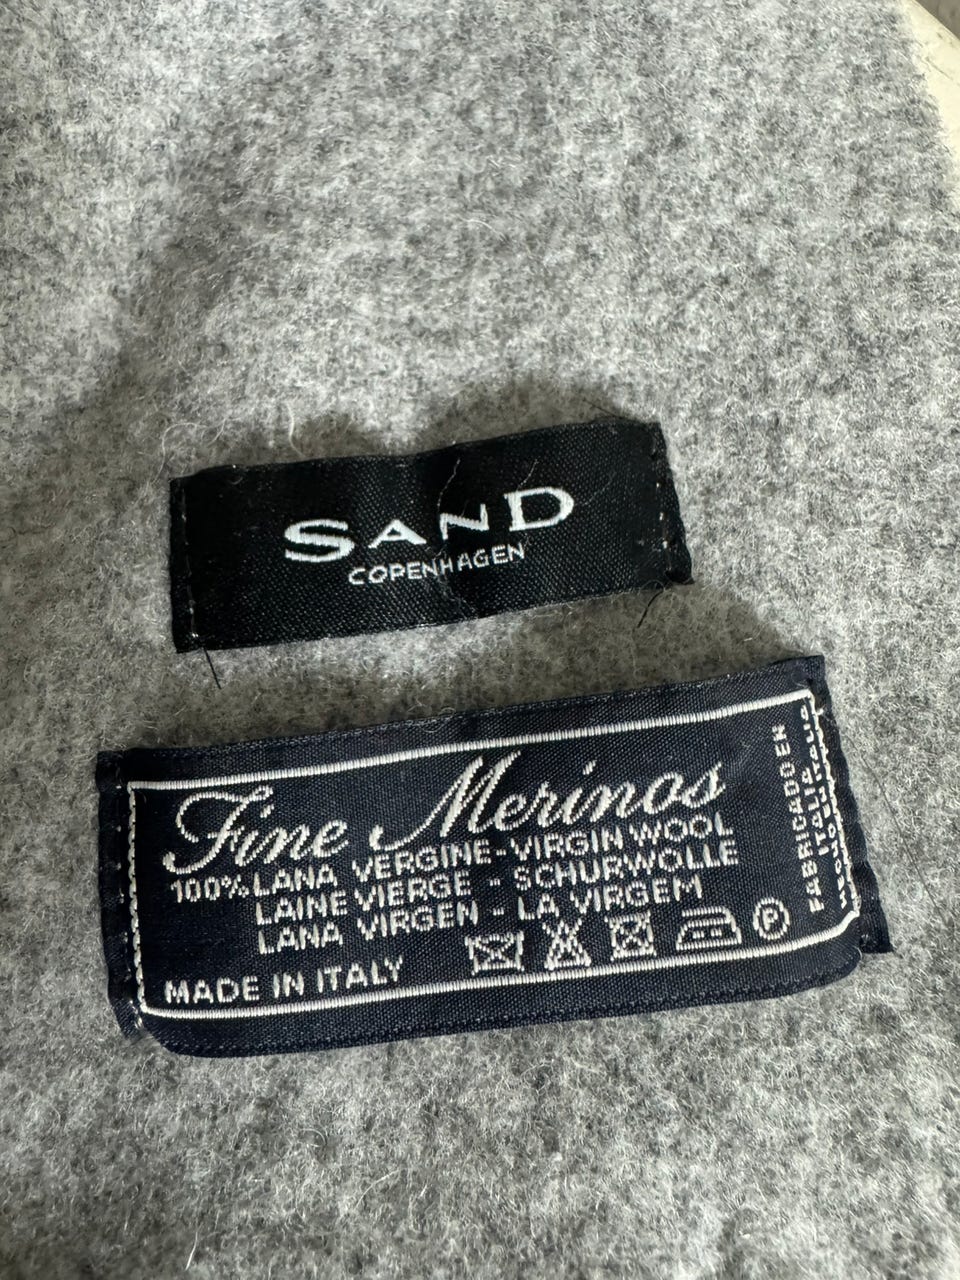 SAND
COPENHAGEN
Fine Merinos
100% LANA VERGINE - VIRGIN WOOL
LAINE VIERGE - SCHURWOLLE
LANA VIRGEN - LA VIRGEM
MADE IN ITALY
P
FABRICADO EN
ITALIA